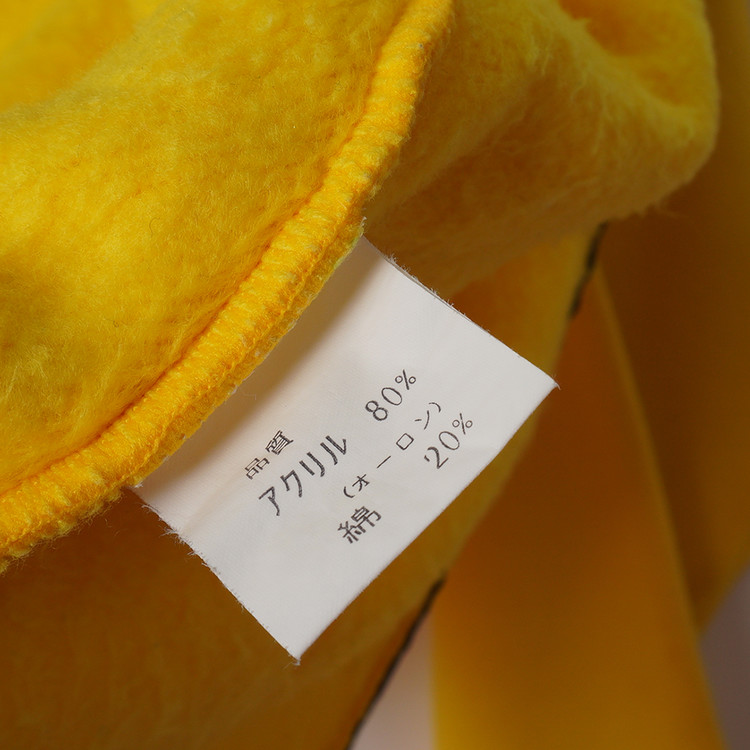 品質
アクリル 80%
(オーロン)
綿 20%